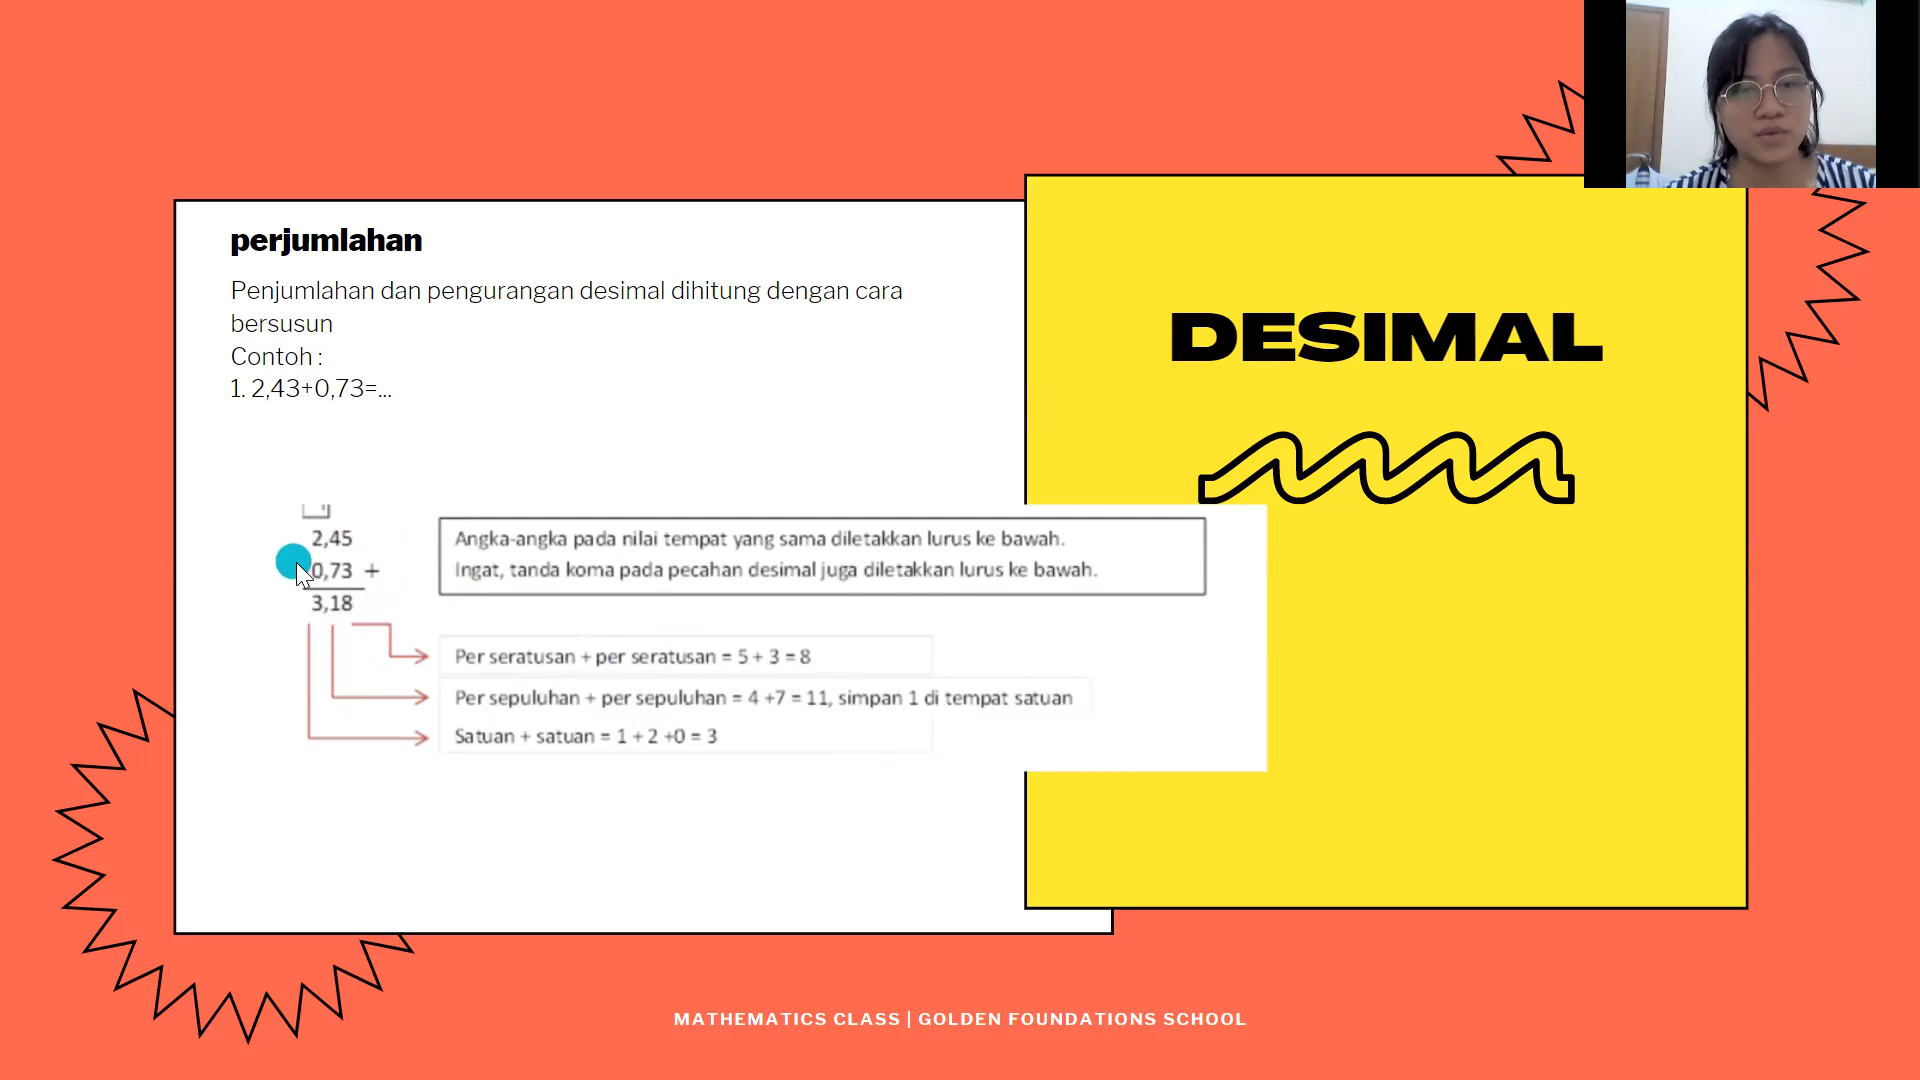 perjumlahan
Penjumlahan dan pengurangan desimal dihitung dengan cara
bersusun
Contoh :
1. 2,43+0,73=...
DESIMAL
2,45
0,73 +
3,18
Angka-angka pada nilai tempat yang sama diletakkan lurus ke bawah.
Ingat, tanda koma pada pecahan desimal juga diletakkan lurus ke bawah.
Per seratusan + per seratusan = 5 + 3 = 8
Per sepuluhan + per sepuluhan = 4 +7 = 11, simpan 1 di tempat satuan
Satuan + satuan = 1 + 2 +0 = 3
MATHEMATICS CLASS | GOLDEN FOUNDATIONS SCHOOL